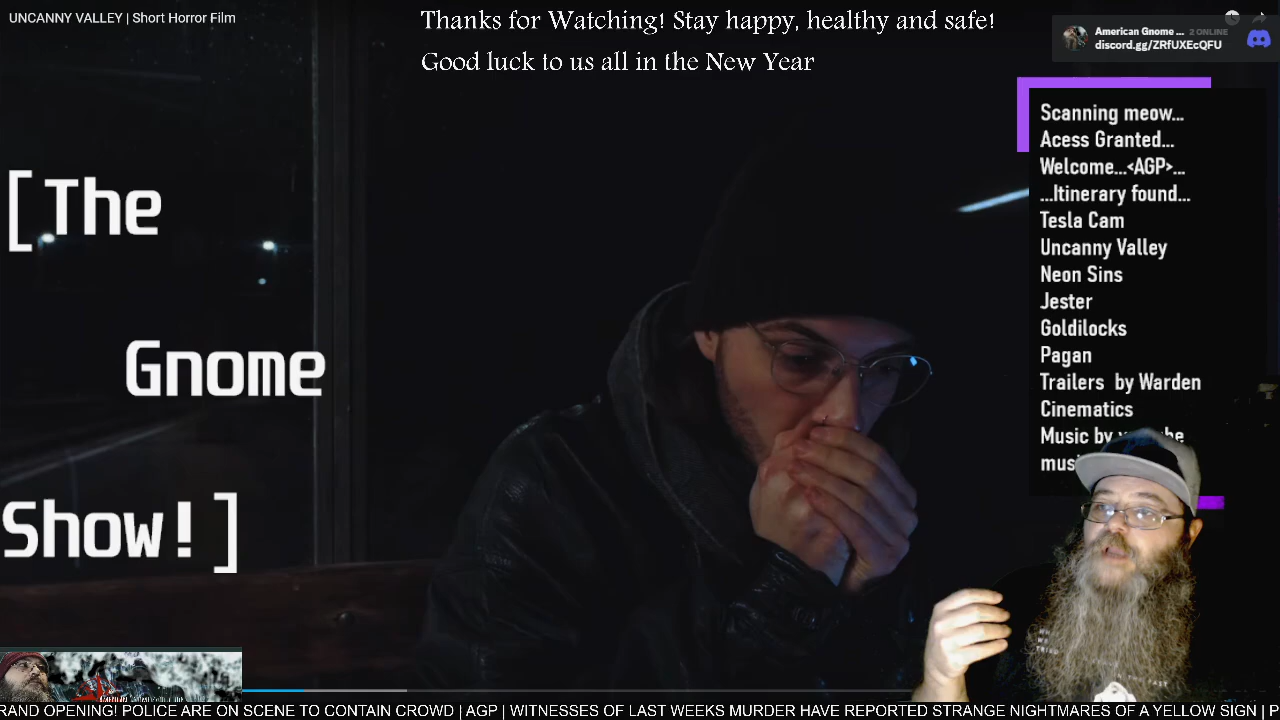 UNCANNY VALLEY | Short Horror Film
Thanks for Watching! Stay happy, healthy and safe!
Good luck to us all in the New Year
American Gnome ... 2 ONLINE
discord.gg/ZRfUXEcQFU
[The
Gnome
Show!]
Scanning meow...
Acess Granted...
Welcome...<AGP>...
...Itinerary found...
Tesla Cam
Uncanny Valley
Neon Sins
Jester
Goldilocks
Pagan
Trailers by Warden
Cinematics
Music by
RAND OPENING! POLICE ARE ON SCENE TO CONTAIN CROWD | AGP | WITNESSES OF LAST WEEKS MURDER HAVE REPORTED STRANGE NIGHTMARES OF A YELLOW SIGN | P